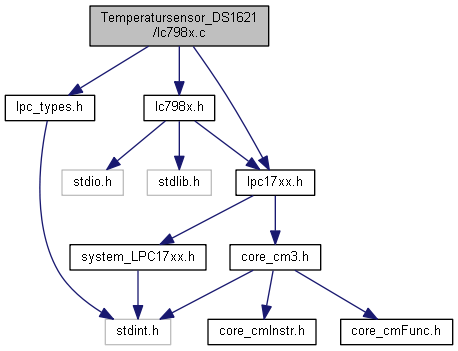 Temperatursensor_DS1621
/lc798x.c
lpc_types.h
lc798x.h
stdio.h
stdlib.h
lpc17xx.h
system_LPC17xx.h
core_cm3.h
stdint.h
core_cmInstr.h
core_cmFunc.h